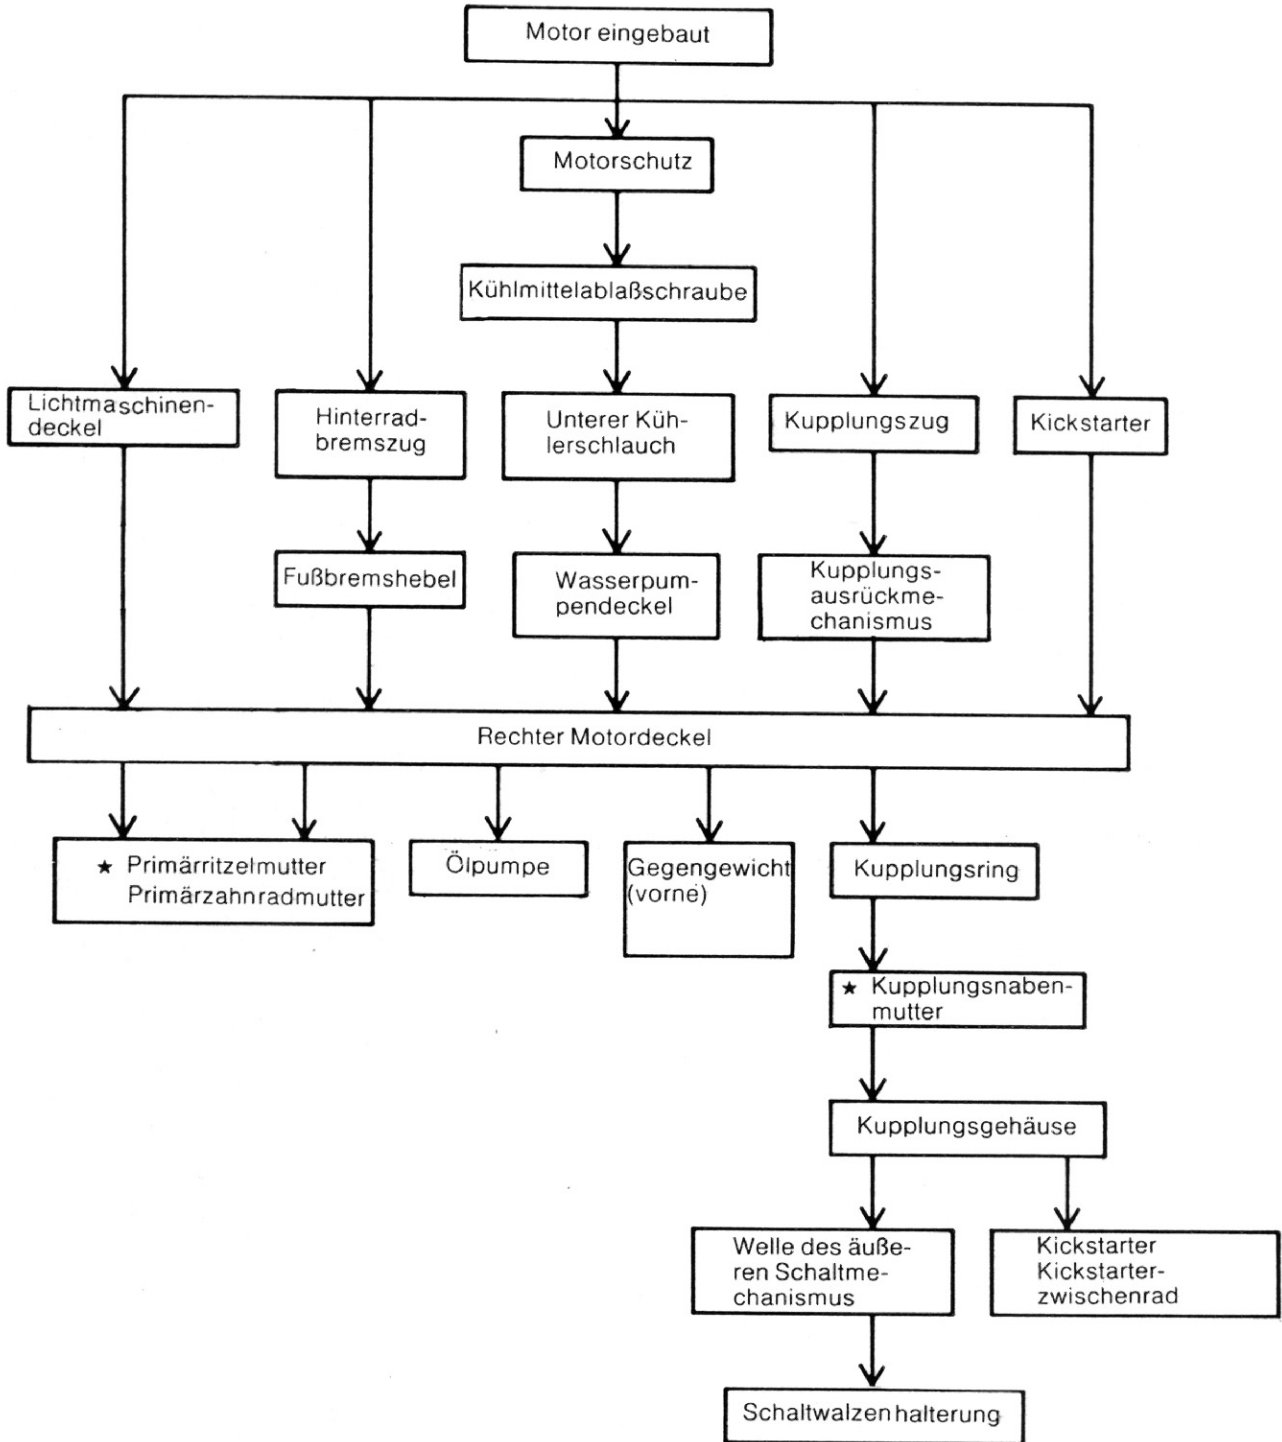 Motor eingebaut
Motorschutz
Kühlmittelablaßschraube
Lichtmaschinen-
deckel
Hinterrad-
bremszug
Unterer Küh-
lerschlauch
Kupplungszug
Kickstarter
Fußbremshebel
Wasserpum-
pendeckel
Kupplungs-
ausrückme-
chanismus
Rechter Motordeckel
★ Primärritzelmutter
Primärzahnradmutter
Ölpumpe
Gegengewicht
(vorne)
Kupplungsring
★ Kupplungsnaben-
mutter
Kupplungsgehäuse
Welle des äuße-
ren Schaltme-
chanismus
Kickstarter
Kickstarter-
zwischenrad
Schaltwalzenhalterung